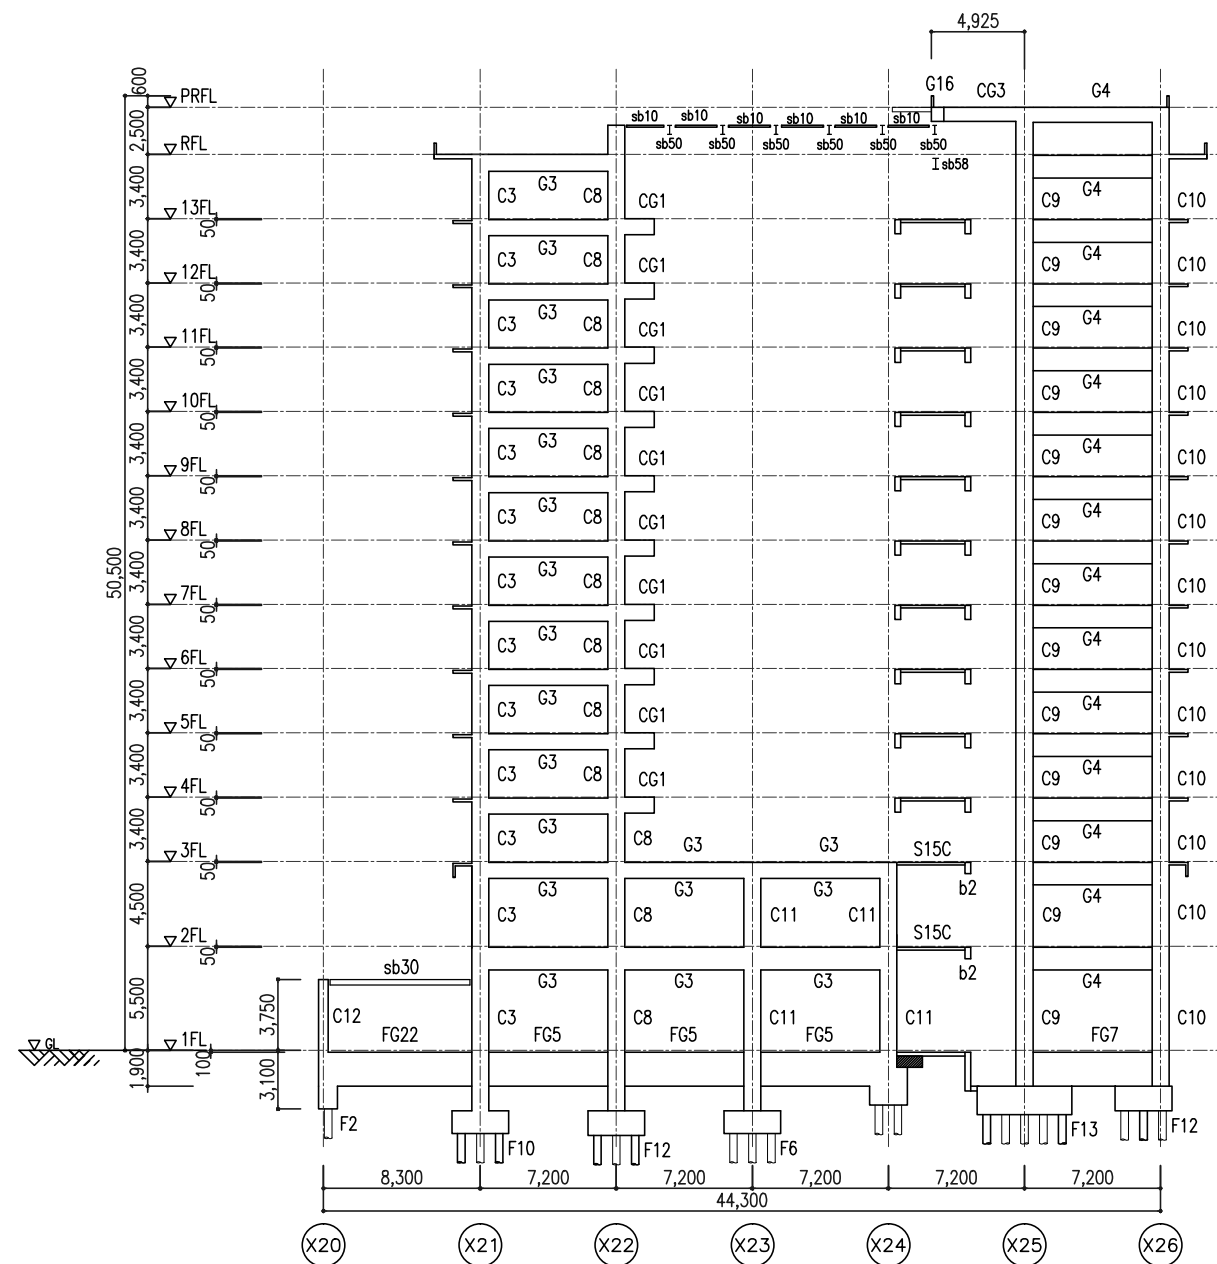 4,925
600
PRFL
G16
CG3
G4
2,500
sb10 sb10 sb10 sb10 sb10 sb10
RFL
sb50 sb50 sb50 sb50 sb50 sb50
sb58
3,400
13FL
50
C3 G3 C8 CG1 C9 G4 C10
3,400
12FL
50
C3 G3 C8 CG1 C9 G4 C10
3,400
11FL
50
C3 G3 C8 CG1 C9 G4 C10
3,400
10FL
50
C3 G3 C8 CG1 C9 G4 C10
3,400
9FL
50
C3 G3 C8 CG1 C9 G4 C10
3,400
8FL
50
C3 G3 C8 CG1 C9 G4 C10
50,500
3,400
7FL
50
C3 G3 C8 CG1 C9 G4 C10
3,400
6FL
50
C3 G3 C8 CG1 C9 G4 C10
3,400
5FL
50
C3 G3 C8 CG1 C9 G4 C10
3,400
4FL
50
C3 G3 C8 CG1 C9 G4 C10
3,400
3FL
50
C3 G3 C8 G3 G3 S15C C9 G4 C10
b2
4,500
2FL
50
C3 G3 C8 G3 C11 G3 C11 S15C C9 G4 C10
b2
sb30
5,500
3,750
C12 C3 G3 C8 G3 C11 G3 C11 C9 G4 C10
GL
1FL
FG22 FG5 FG5 FG5 FG7
1,900
100
3,100
F2 F10 F12 F6 F13 F12
8,300 7,200 7,200 7,200 7,200 7,200
44,300
X20 X21 X22 X23 X24 X25 X26